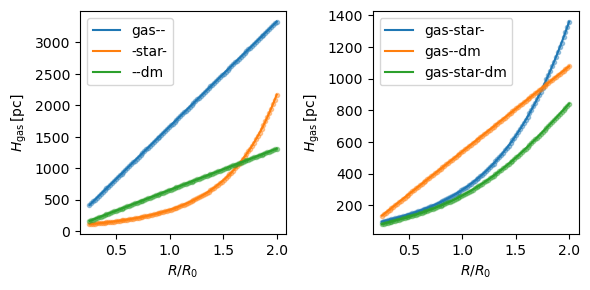 gas--
-star-
--dm
3000
2500
2000
1500
1000
500
0
H_gas [pc]
0.5 1.0 1.5 2.0
R/R_0
gas-star-
gas--dm
gas-star-dm
1400
1200
1000
800
600
400
200
H_gas [pc]
0.5 1.0 1.5 2.0
R/R_0